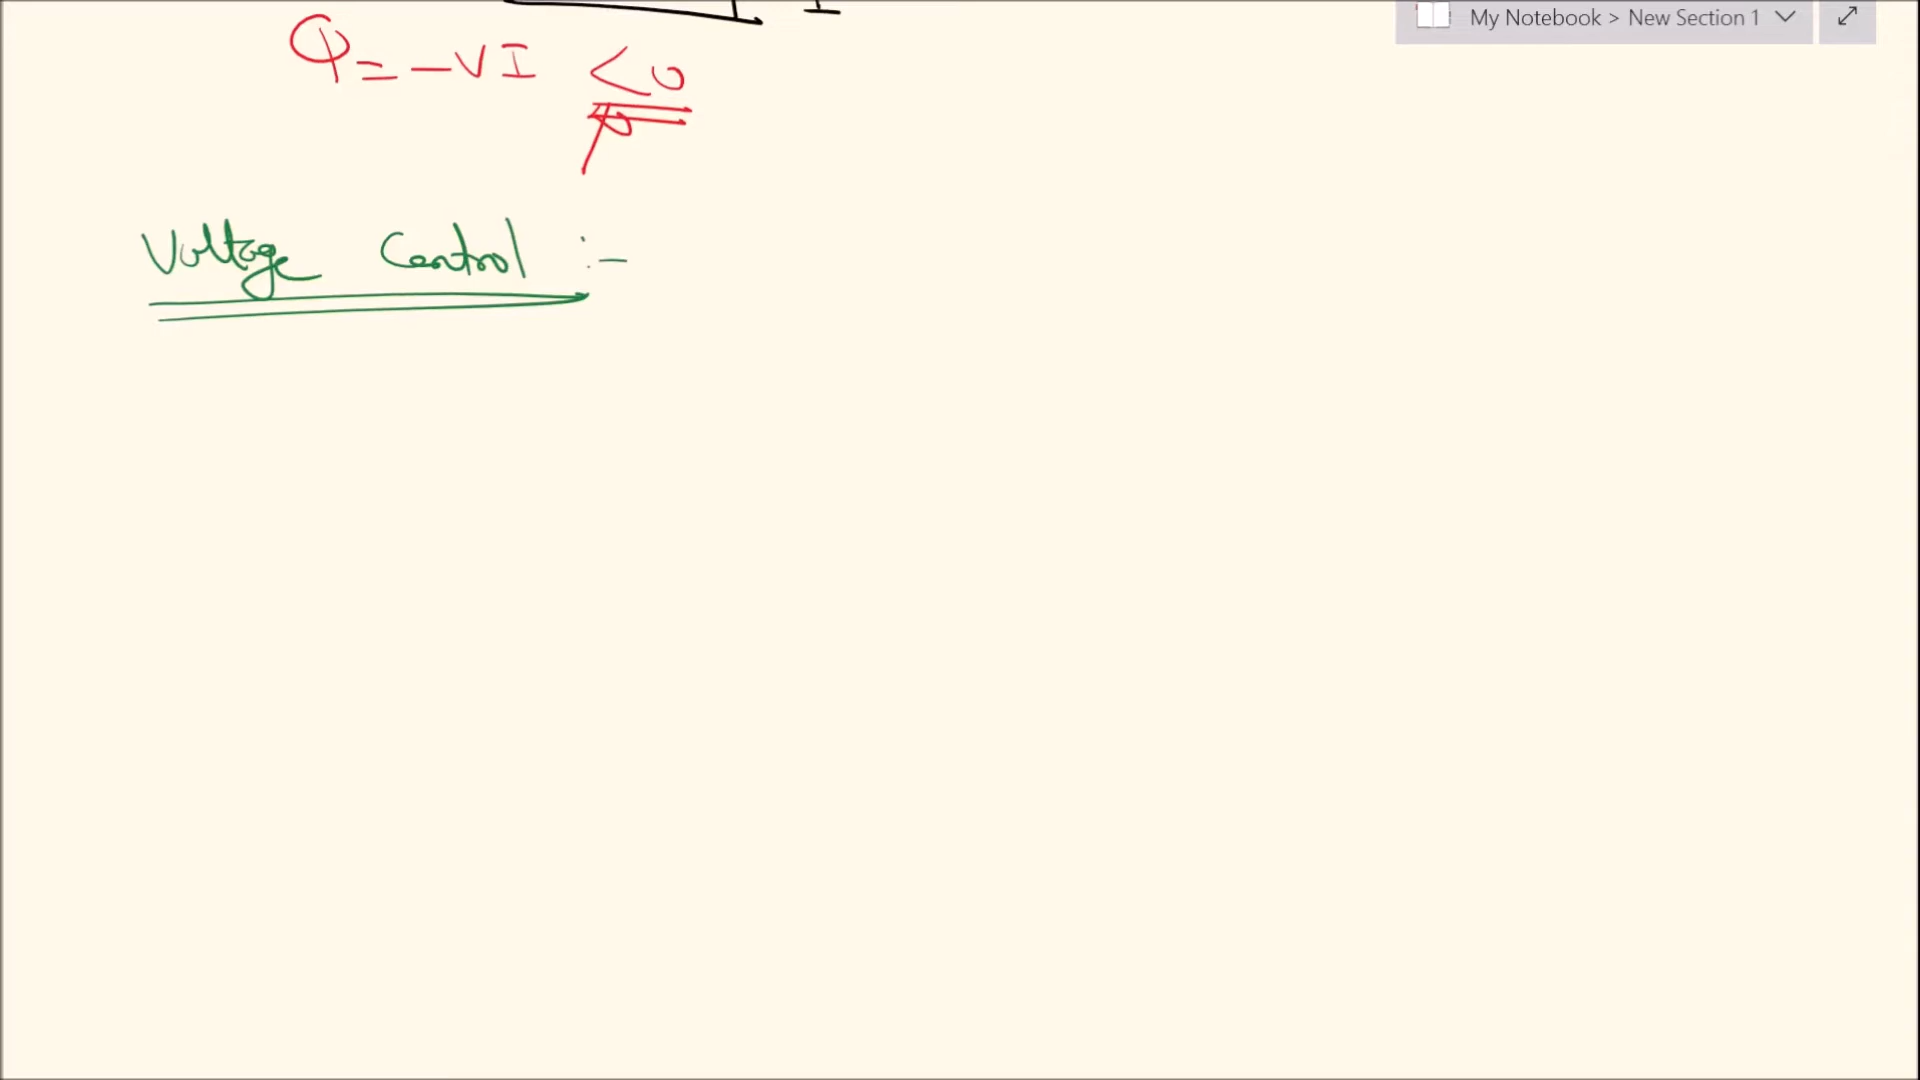 I
My Notebook > New Section 1
Q = -VI < 0
Voltage Control :-